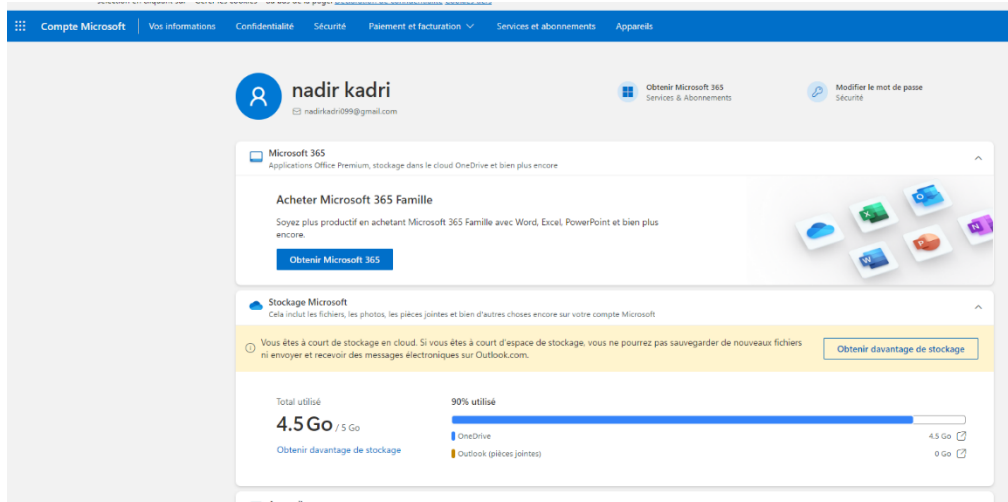 Compte Microsoft
Vos informations
Confidentialité
Sécurité
Paiement et facturation
Services et abonnements
Appareils
nadir kadri
nadirkadri099@gmail.com
Obtenir Microsoft 365
Services & Abonnements
Modifier le mot de passe
Sécurité
Microsoft 365
Applications Office Premium, stockage dans le cloud OneDrive et bien plus encore
Acheter Microsoft 365 Famille
Soyez plus productif en achetant Microsoft 365 Famille avec Word, Excel, PowerPoint et bien plus
encore.
Obtenir Microsoft 365
Stockage Microsoft
Cela inclut les fichiers, les photos, les pièces jointes et bien d'autres choses encore sur votre compte Microsoft
Vous êtes à court de stockage en cloud. Si vous êtes à court d'espace de stockage, vous ne pourrez pas sauvegarder de nouveaux fichiers
ni envoyer et recevoir des messages électroniques sur Outlook.com.
Obtenir davantage de stockage
Total utilisé
4.5 Go / 5 Go
Obtenir davantage de stockage
90% utilisé
OneDrive
4.5 Go
Outlook (pièces jointes)
0 Go